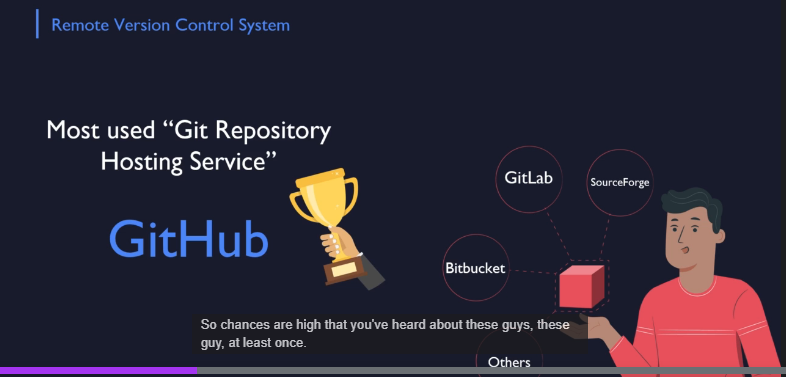 Remote Version Control System
Most used “Git Repository
Hosting Service”
GitHub
GitLab
SourceForge
Bitbucket
Others
So chances are high that you've heard about these guys, these
guy, at least once.